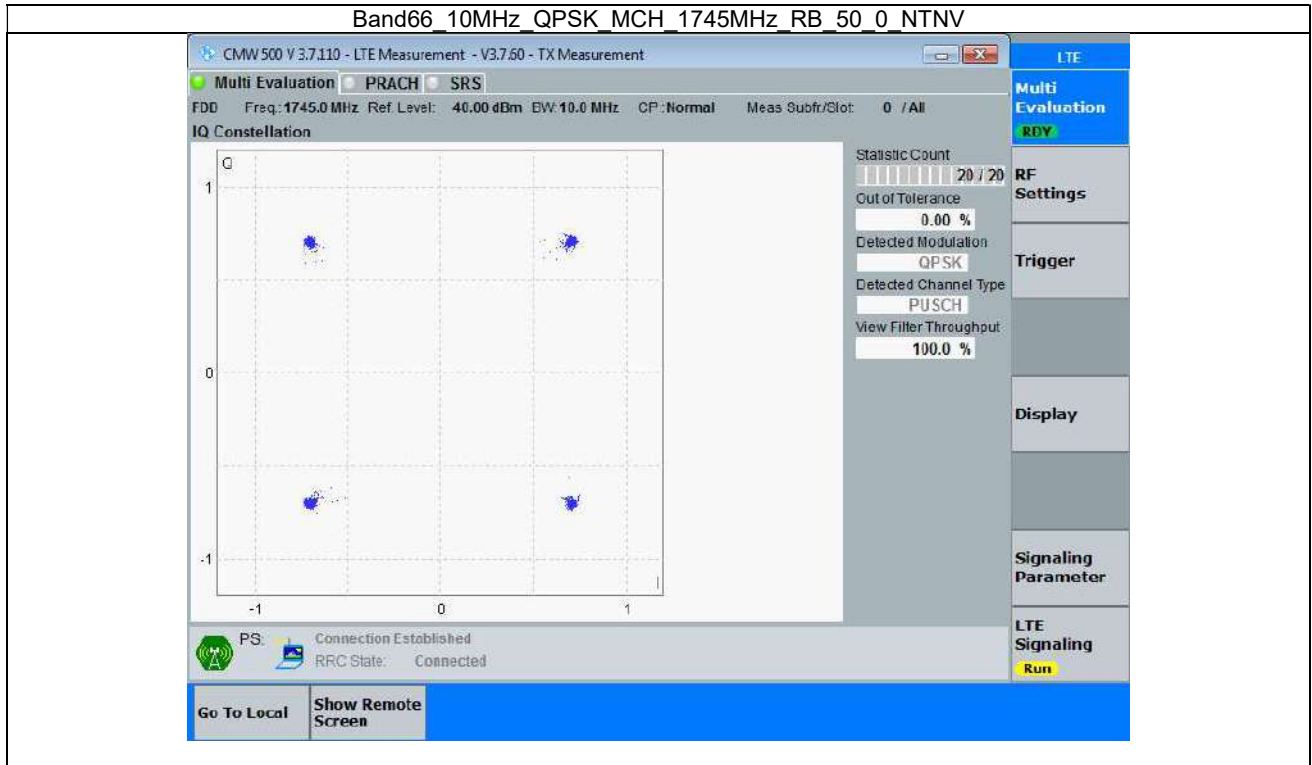 Band66_10MHz_QPSK_MCH_1745MHz_RB_50_0_NTNV
CMW 500 V 3.7.110 - LTE Measurement - V3.7.60 - TX Measurement
LTE
Multi Evaluation PRACH SRS
Multi
Evaluation
RDY
FDD Freq.: 1745.0 MHz Ref. Level: 40.00 dBm BW: 10.0 MHz CP : Normal Meas Subfr./Slot: 0 / All
IQ Constellation
Q
1
0
-1
-1 0 1
I
Statistic Count
20 / 20
Out of Tolerance
0.00 %
Detected Modulation
QPSK
Detected Channel Type
PUSCH
View Filter Throughput
100.0 %
RF
Settings
Trigger
Display
Signaling
Parameter
LTE
Signaling
Run
PS: Connection Established
RRC State: Connected
Go To Local
Show Remote
Screen